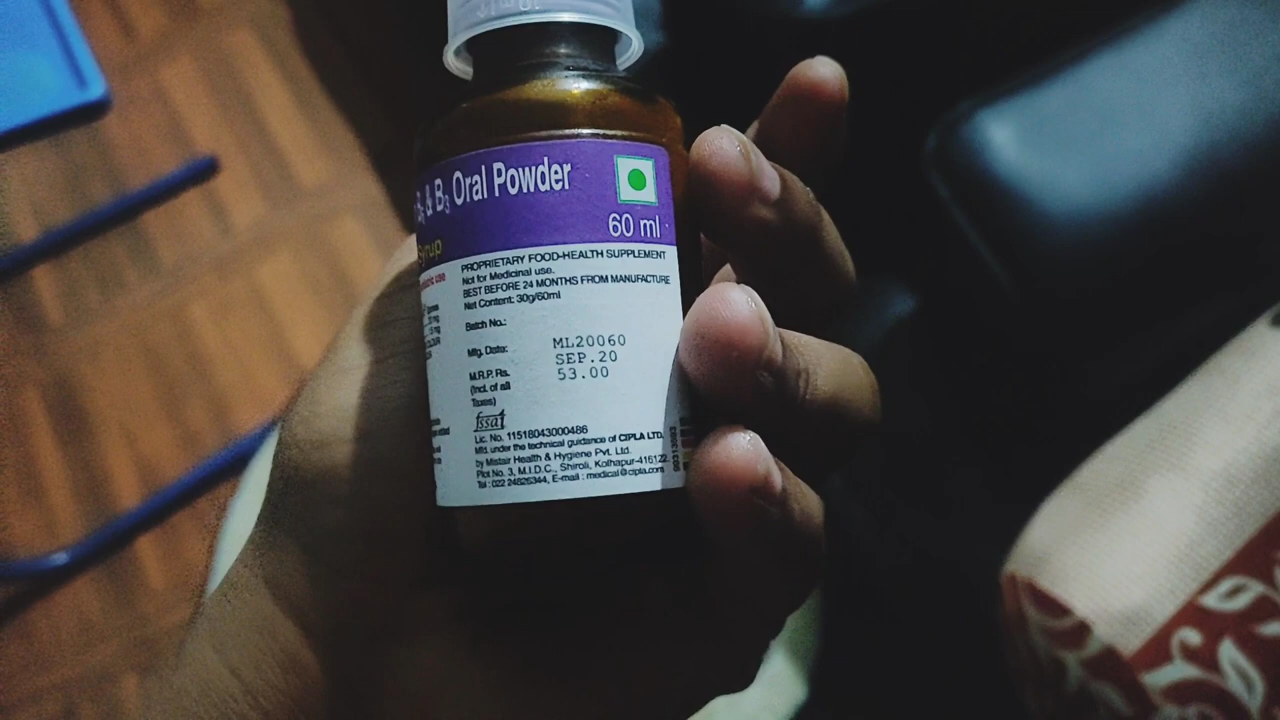 B₆ & B₃ Oral Powder
60 ml
Syrup
PROPRIETARY FOOD-HEALTH SUPPLEMENT
Not for Medicinal use.
BEST BEFORE 24 MONTHS FROM MANUFACTURE
Net Content: 30g/60ml
Batch No.: ML20060
Mfg. Date: SEP.20
M.R.P. Rs. 53.00
(Incl. of all
Taxes)
fssai
Lic. No. 11518043000486
Mfd. under the technical guidance of CIPLA LTD.
by Mistair Health & Hygiene Pvt. Ltd.
Plot No. 3, M.I.D.C., Shiroli, Kolhapur-416122.
Tel : 022 24826344, E-mail : medical@cipla.com